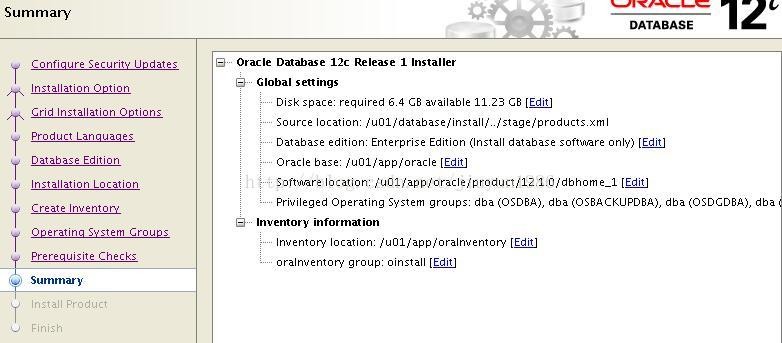 Summary
ORACLE
DATABASE 12c
Configure Security Updates
Installation Option
Grid Installation Options
Product Languages
Database Edition
Installation Location
Create Inventory
Operating System Groups
Prerequisite Checks
Summary
Install Product
Finish
Oracle Database 12c Release 1 Installer
Global settings
Disk space: required 6.4 GB available 11.23 GB [Edit]
Source location: /u01/database/install/../stage/products.xml
Database edition: Enterprise Edition (Install database software only) [Edit]
Oracle base: /u01/app/oracle [Edit]
Software location: /u01/app/oracle/product/12.1.0/dbhome_1 [Edit]
Privileged Operating System groups: dba (OSDBA), dba (OSBACKUPDBA), dba (OSDGDBA), dba (
Inventory information
Inventory location: /u01/app/oraInventory [Edit]
oraInventory group: oinstall [Edit]